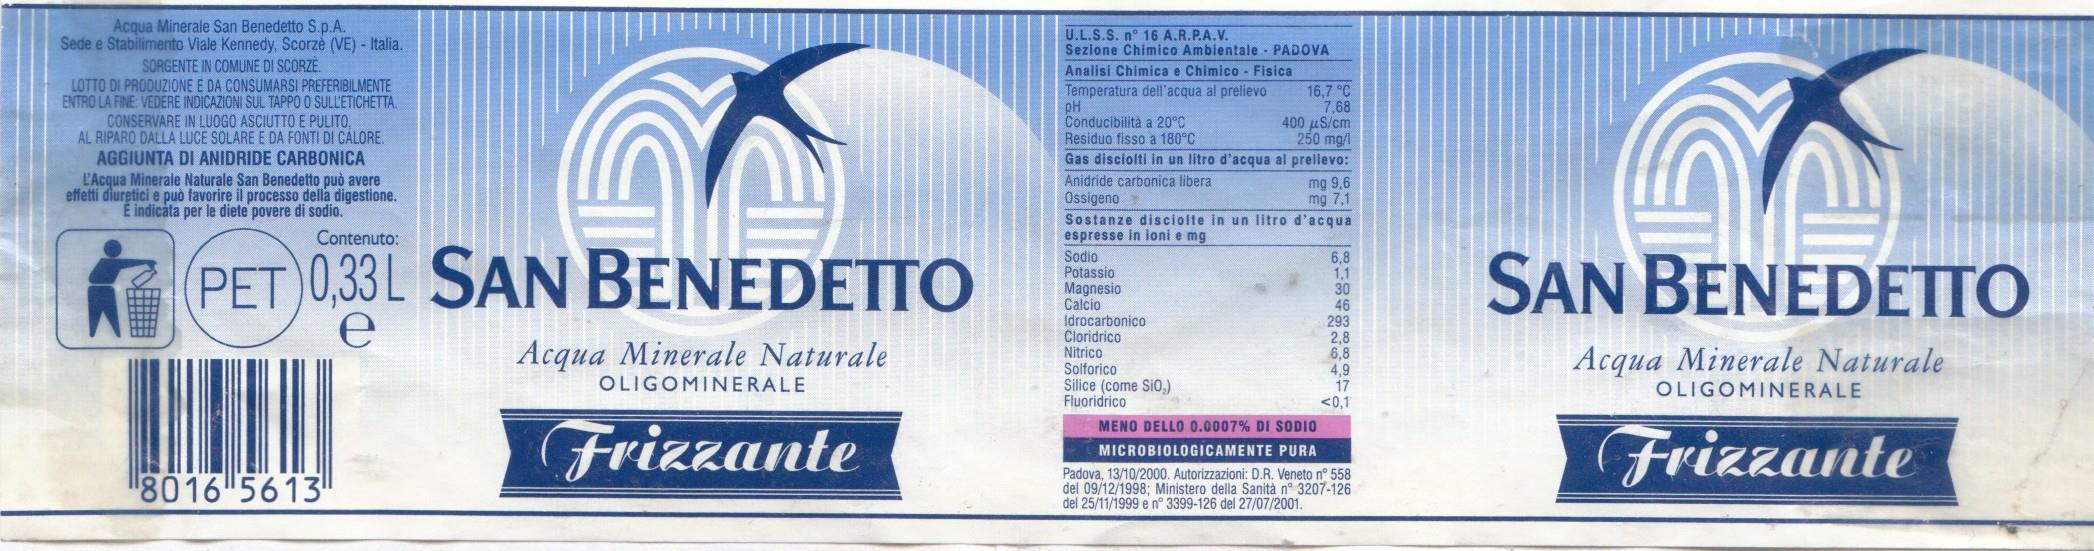 Acqua Minerale San Benedetto S.p.A.
Sede e Stabilimento Viale Kennedy, Scorzè (VE) - Italia.
SORGENTE IN COMUNE DI SCORZÈ.
LOTTO DI PRODUZIONE E DA CONSUMARSI PREFERIBILMENTE
ENTRO LA FINE: VEDERE INDICAZIONI SUL TAPPO O SULL'ETICHETTA.
CONSERVARE IN LUOGO ASCIUTTO E PULITO,
AL RIPARO DALLA LUCE SOLARE E DA FONTI DI CALORE.
AGGIUNTA DI ANIDRIDE CARBONICA
L'Acqua Minerale Naturale San Benedetto può avere
effetti diuretici e può favorire il processo della digestione.
È indicata per le diete povere di sodio.
Contenuto:
PET 0,33 L
e
80165613
SAN BENEDETTO
Acqua Minerale Naturale
OLIGOMINERALE
Frizzante
U.L.S.S. n° 16 A.R.P.A.V.
Sezione Chimico Ambientale - PADOVA
Analisi Chimica e Chimico - Fisica
Temperatura dell'acqua al prelievo 16,7 °C
pH 7,68
Conducibilità a 20°C 400 µS/cm
Residuo fisso a 180°C 250 mg/l
Gas disciolti in un litro d'acqua al prelievo:
Anidride carbonica libera mg 9,6
Ossigeno mg 7,1
Sostanze disciolte in un litro d'acqua
espresse in ioni e mg
Sodio 6,8
Potassio 1,1
Magnesio 30
Calcio 46
Idrocarbonico 293
Cloridrico 2,8
Nitrico 6,8
Solforico 4,9
Silice (come SiO₂) 17
Fluoridrico <0,1
MENO DELLO 0.0007% DI SODIO
MICROBIOLOGICAMENTE PURA
Padova, 13/10/2000. Autorizzazioni: D.R. Veneto n° 558
del 09/12/1998; Ministero della Sanità n° 3207-126
del 25/11/1999 e n° 3399-126 del 27/07/2001.
SAN BENEDETTO
Acqua Minerale Naturale
OLIGOMINERALE
Frizzante